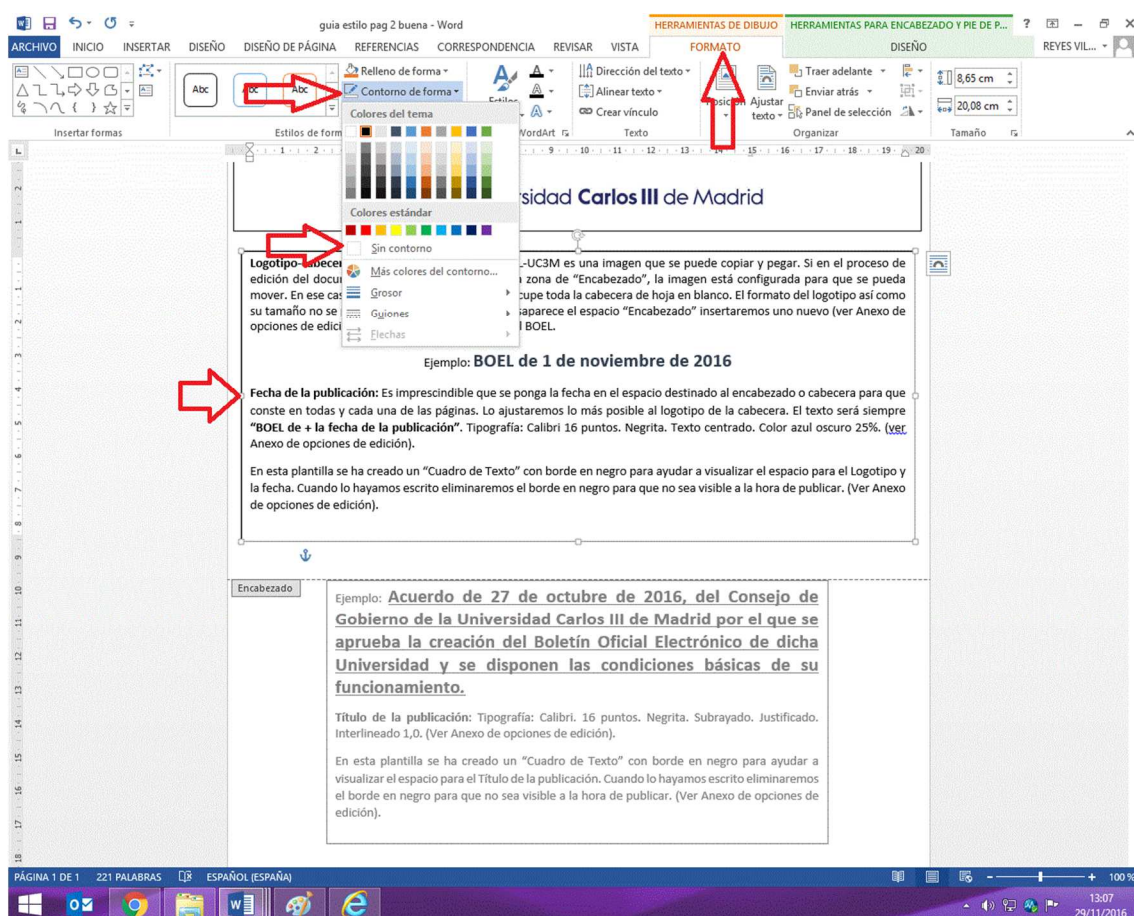 guia estilo pag 2 buena - Word
HERRAMIENTAS DE DIBUJO
HERRAMIENTAS PARA ENCABEZADO Y PIE DE P...
ARCHIVO INICIO INSERTAR DISEÑO DISEÑO DE PÁGINA REFERENCIAS CORRESPONDENCIA REVISAR VISTA FORMATO DISEÑO REYES VIL...
Abc Abc Abc
Relleno de forma
Contorno de forma
Estilos
WordArt
Dirección del texto
Alinear texto
Crear vínculo
Posición Ajustar
texto
Traer adelante
Enviar atrás
Panel de selección
8,65 cm
20,08 cm
Insertar formas Estilos de form Texto Organizar Tamaño
Colores del tema
Colores estándar
Sin contorno
Más colores del contorno...
Grosor
Guiones
Flechas
sidad Carlos III de Madrid
-UC3M es una imagen que se puede copiar y pegar. Si en el proceso de
edición del docu zona de “Encabezado”, la imagen está configurada para que se pueda
mover. En ese cas cupe toda la cabecera de hoja en blanco. El formato del logotipo así como
su tamaño no se saparece el espacio “Encabezado” insertaremos uno nuevo (ver Anexo de
opciones de edici l BOEL.
Ejemplo: BOEL de 1 de noviembre de 2016
Fecha de la publicación: Es imprescindible que se ponga la fecha en el espacio destinado al encabezado o cabecera para que
conste en todas y cada una de las páginas. Lo ajustaremos lo más posible al logotipo de la cabecera. El texto será siempre
“BOEL de + la fecha de la publicación”. Tipografía: Calibri 16 puntos. Negrita. Texto centrado. Color azul oscuro 25%. (ver
Anexo de opciones de edición).
En esta plantilla se ha creado un “Cuadro de Texto” con borde en negro para ayudar a visualizar el espacio para el Logotipo y
la fecha. Cuando lo hayamos escrito eliminaremos el borde en negro para que no sea visible a la hora de publicar. (Ver Anexo
de opciones de edición).
Encabezado
Ejemplo: Acuerdo de 27 de octubre de 2016, del Consejo de
Gobierno de la Universidad Carlos III de Madrid por el que se
aprueba la creación del Boletín Oficial Electrónico de dicha
Universidad y se disponen las condiciones básicas de su
funcionamiento.
Título de la publicación: Tipografía: Calibri. 16 puntos. Negrita. Subrayado. Justificado.
Interlineado 1,0. (Ver Anexo de opciones de edición).
En esta plantilla se ha creado un “Cuadro de Texto” con borde en negro para ayudar a
visualizar el espacio para el Título de la publicación. Cuando lo hayamos escrito eliminaremos
el borde en negro para que no sea visible a la hora de publicar. (Ver Anexo de opciones de
edición).
PÁGINA 1 DE 1 221 PALABRAS ESPAÑOL (ESPAÑA) 100 %
13:07
29/11/2016